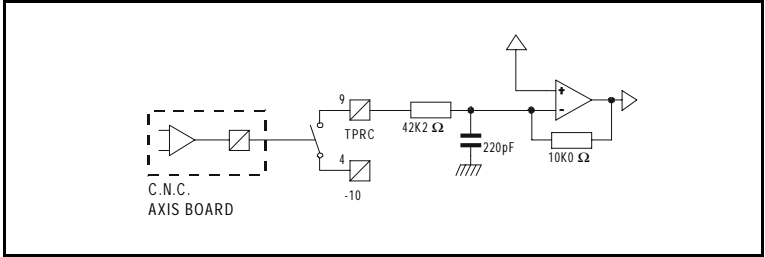 9
TPRC
42K2 Ω
+
-
220pF
10K0 Ω
4
-10
C.N.C.
AXIS BOARD